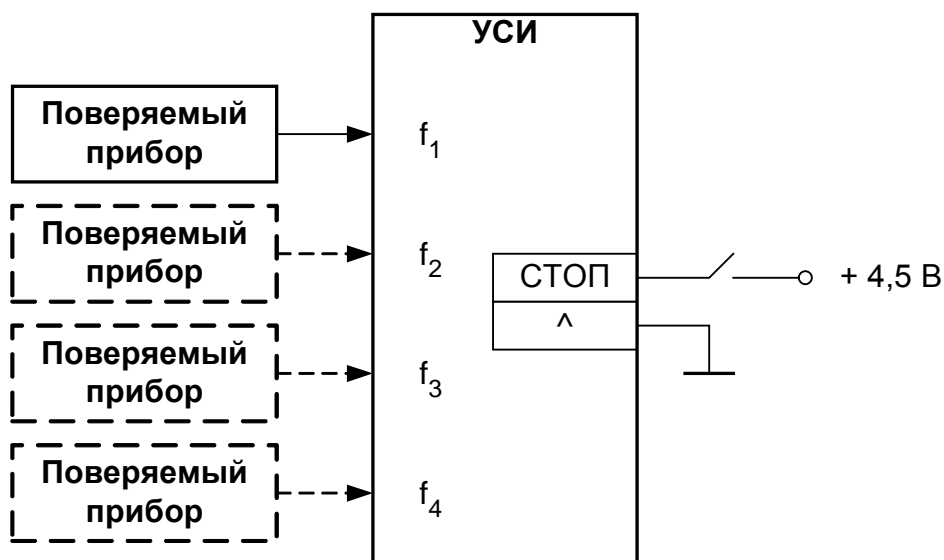 УСИ
Поверяемый
прибор
f1
Поверяемый
прибор
f2
СТОП
+ 4,5 В
^
Поверяемый
прибор
f3
Поверяемый
прибор
f4